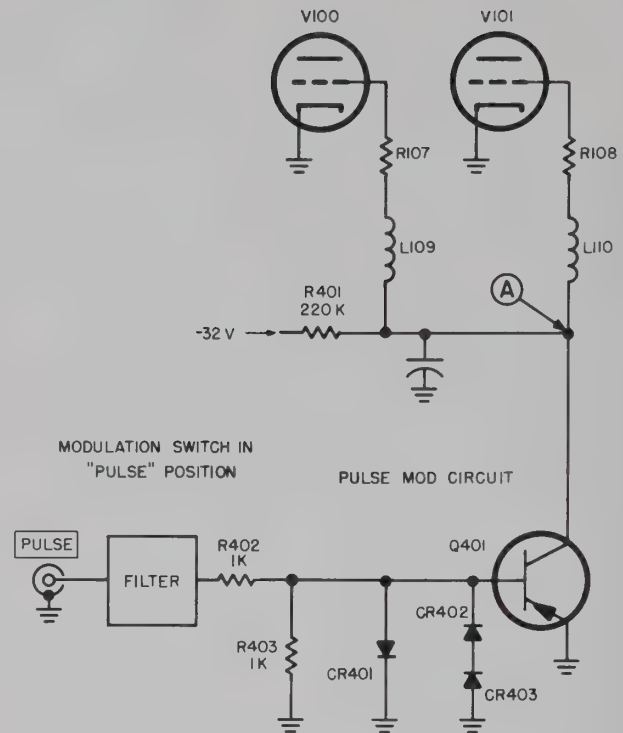 V100
V101
R107
R108
L109
L110
R401
220 K
A
-32 V
MODULATION SWITCH IN
"PULSE" POSITION
PULSE MOD CIRCUIT
PULSE
FILTER
R402
1K
Q401
R403
1K
CR401
CR402
CR403